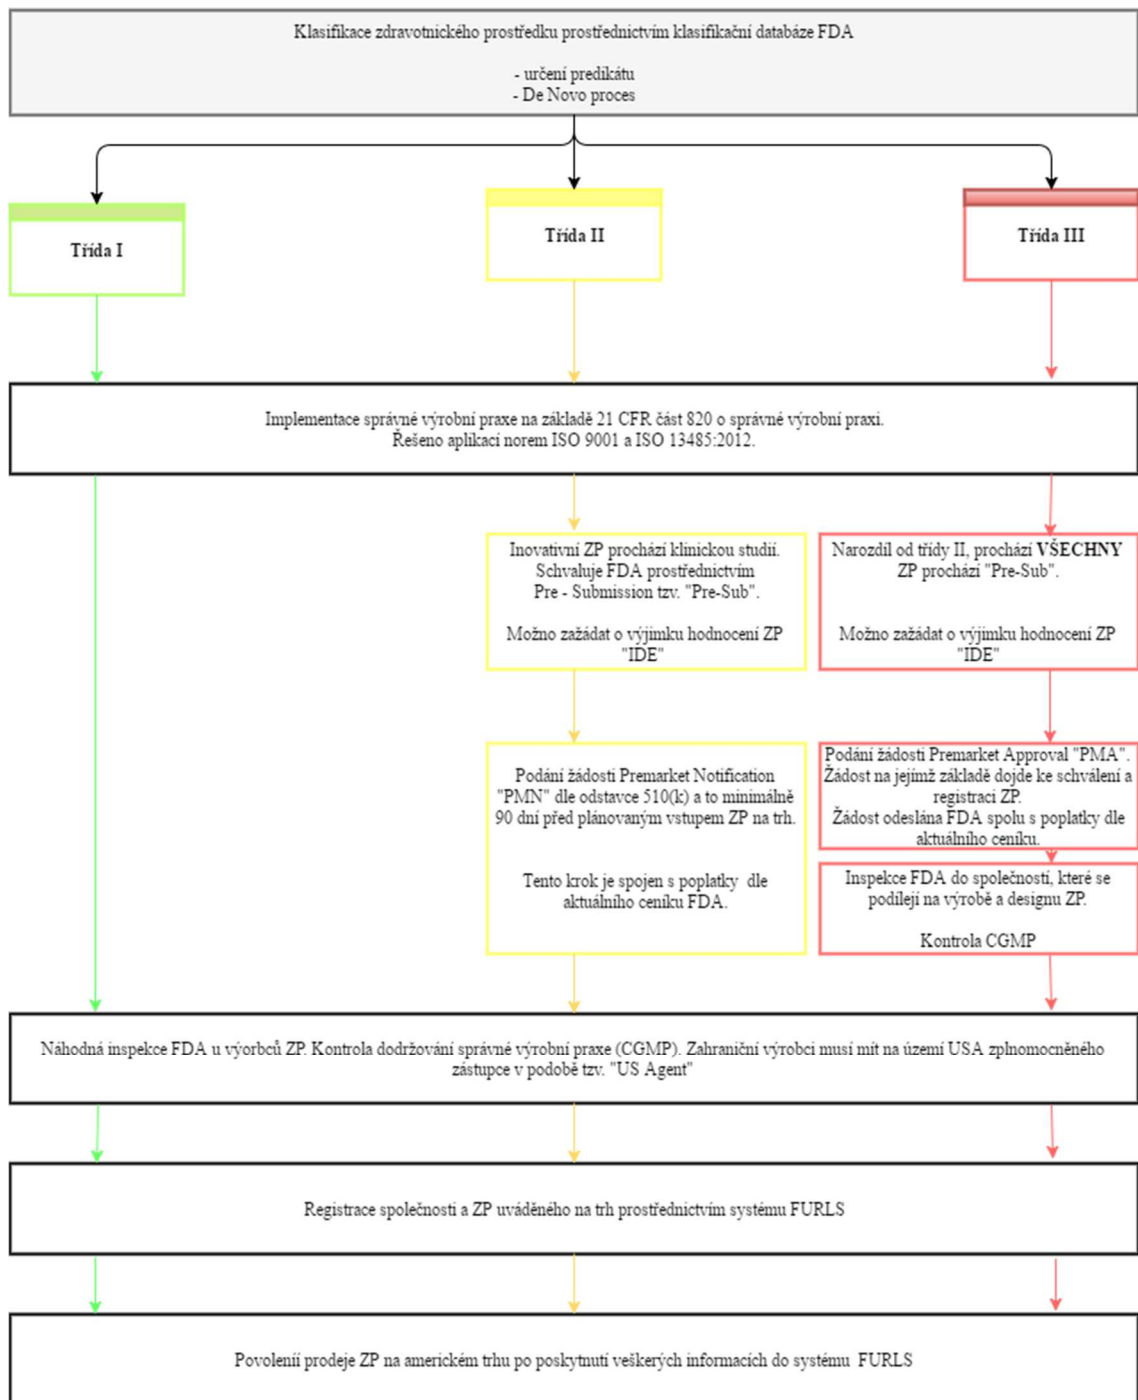 Klasifikace zdravotnického prostředku prostřednictvím klasifikační databáze FDA
- určení predikátu
- De Novo proces
Třída I
Třída II
Třída III
Implementace správné výrobní praxe na základě 21 CFR část 820 o správné výrobní praxi.
Řešeno aplikací norem ISO 9001 a ISO 13485:2012.
Inovativní ZP prochází klinickou studií.
Schvaluje FDA prostřednictvím
Pre - Submission tzv. "Pre-Sub".
Možno zažádat o výjimku hodnocení ZP
"IDE"
Narozdíl od třídy II, prochází VŠECHNY
ZP prochází "Pre-Sub".
Možno zažádat o výjimku hodnocení ZP
"IDE"
Podání žádosti Premarket Notification
"PMN" dle odstavce 510(k) a to minimálně
90 dní před plánovaným vstupem ZP na trh.
Tento krok je spojen s poplatky dle
aktuálního ceníku FDA.
Podání žádosti Premarket Approval "PMA".
Žádost na jejímž základě dojde ke schválení a
registraci ZP.
Žádost odeslána FDA spolu s poplatky dle
aktuálního ceníku.
Inspekce FDA do společností, které se
podílejí na výrobě a designu ZP.
Kontrola CGMP
Náhodná inspekce FDA u výorbců ZP. Kontrola dodržování správné výrobní praxe (CGMP). Zahraniční výrobci musí mít na území USA zplnomocněného
zástupce v podobě tzv. "US Agent"
Registrace společnosti a ZP uváděného na trh prostřednictvím systému FURLS
Povoleníí prodeje ZP na americkém trhu po poskytnutí veškerých informacích do systému FURLS